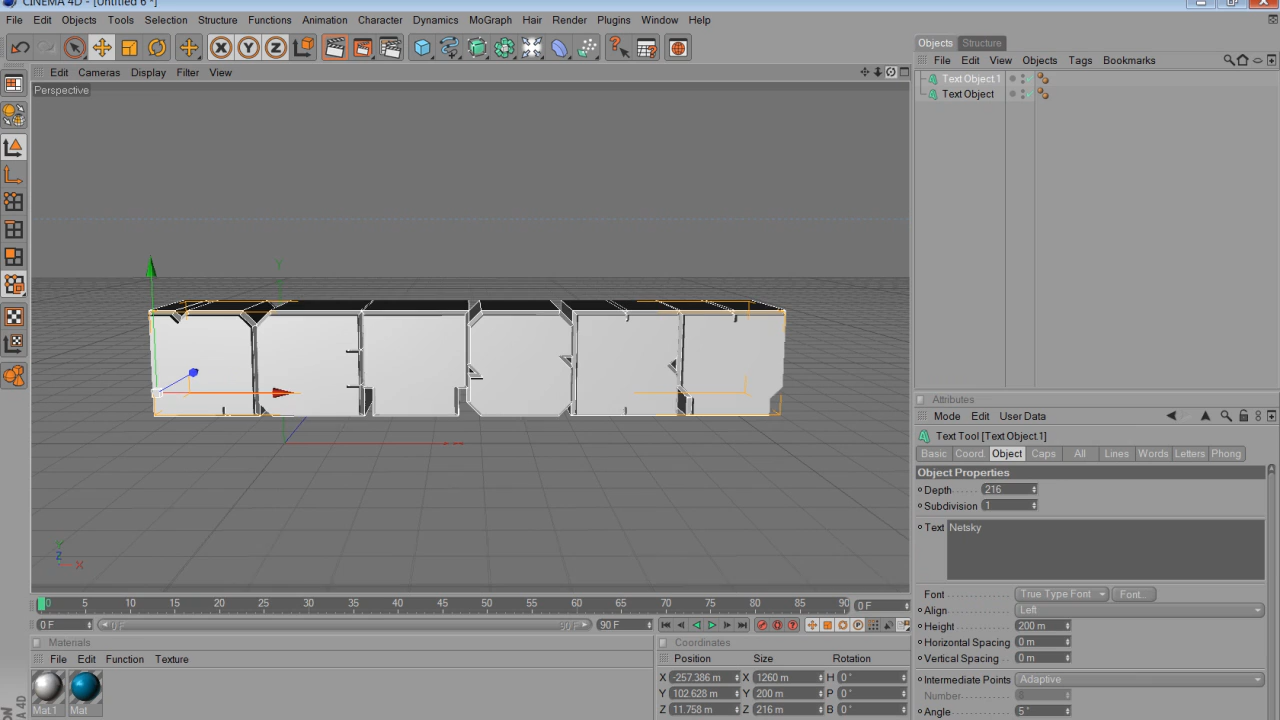 CINEMA 4D - [Untitled 6 *]
File Edit Objects Tools Selection Structure Functions Animation Character Dynamics MoGraph Hair Render Plugins Window Help
Objects Structure
Edit Cameras Display Filter View
File Edit View Objects Tags Bookmarks
Perspective
Text Object.1
Text Object
Y
Y
Z
X
Attributes
Mode Edit User Data
Text Tool [Text Object.1]
Basic Coord. Object Caps All Lines Words Letters Phong
Object Properties
Depth 216
Subdivision 1
Text Netsky
Font True Type Font Font...
Align Left
Height 200 m
Horizontal Spacing 0 m
Vertical Spacing 0 m
Intermediate Points Adaptive
Number
Angle 5 °
0 5 10 15 20 25 30 35 40 45 50 55 60 65 70 75 80 85 90 0 F
0 F 0 F 90 F 90 F
Materials
File Edit Function Texture
Mat.1 Mat
Coordinates
Position Size Rotation
X -257.386 m X 1260 m H 0 °
Y 102.628 m Y 200 m P 0 °
Z 11.758 m Z 216 m B 0 °